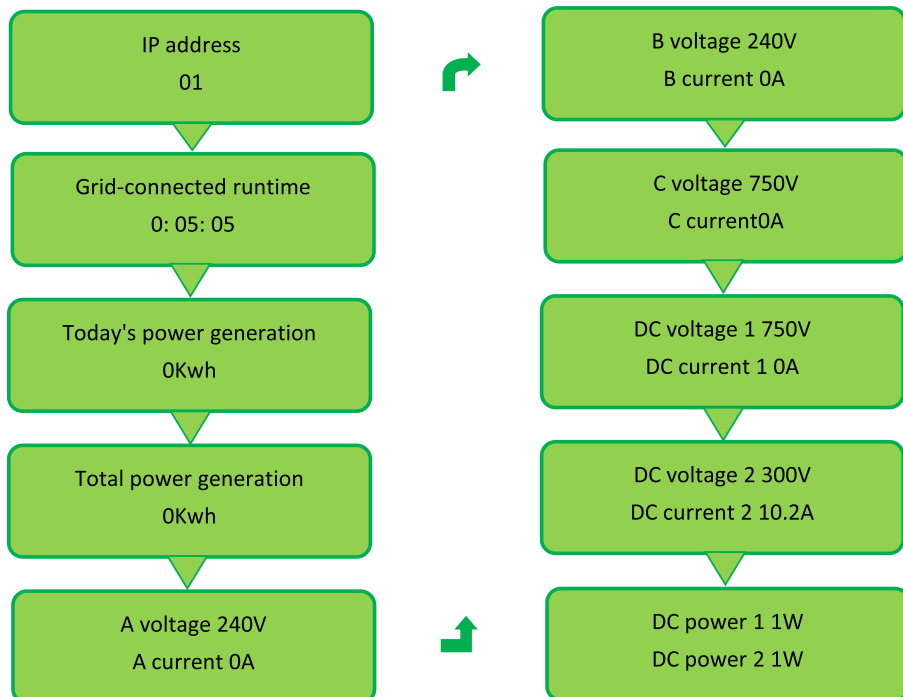 IP address
01
Grid-connected runtime
0: 05: 05
Today's power generation
0Kwh
Total power generation
0Kwh
A voltage 240V
A current 0A
B voltage 240V
B current 0A
C voltage 750V
C current0A
DC voltage 1 750V
DC current 1 0A
DC voltage 2 300V
DC current 2 10.2A
DC power 1 1W
DC power 2 1W